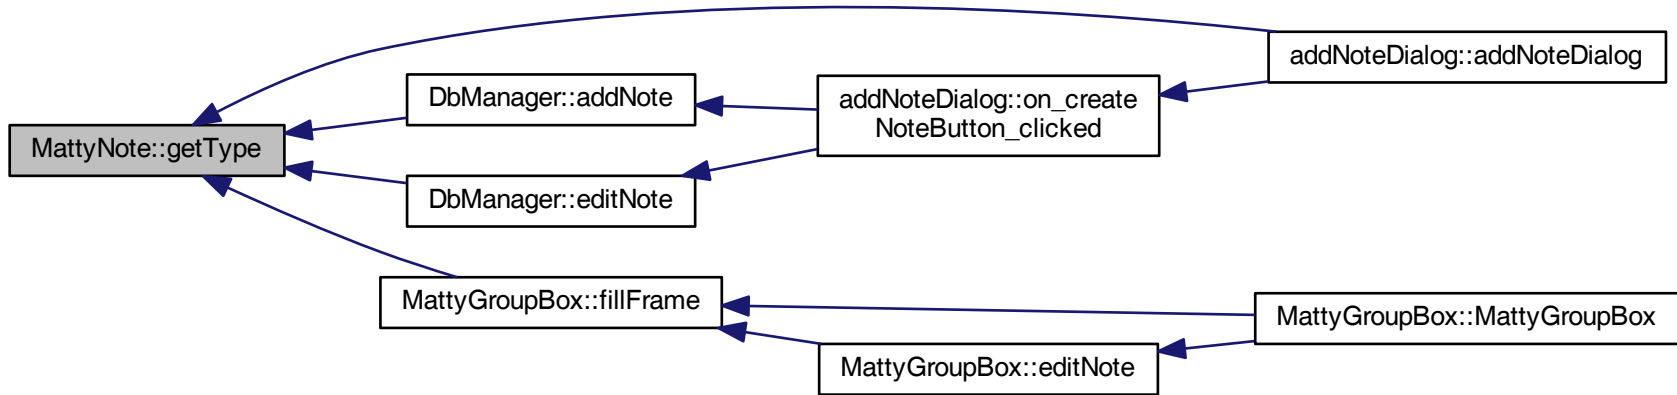 MattyNote::getType
DbManager::addNote
DbManager::editNote
MattyGroupBox::fillFrame
addNoteDialog::on_create
NoteButton_clicked
MattyGroupBox::editNote
addNoteDialog::addNoteDialog
MattyGroupBox::MattyGroupBox